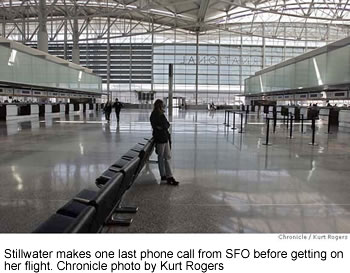 NATIONAL
Chronicle / Kurt Rogers
Stillwater makes one last phone call from SFO before getting on
her flight. Chronicle photo by Kurt Rogers